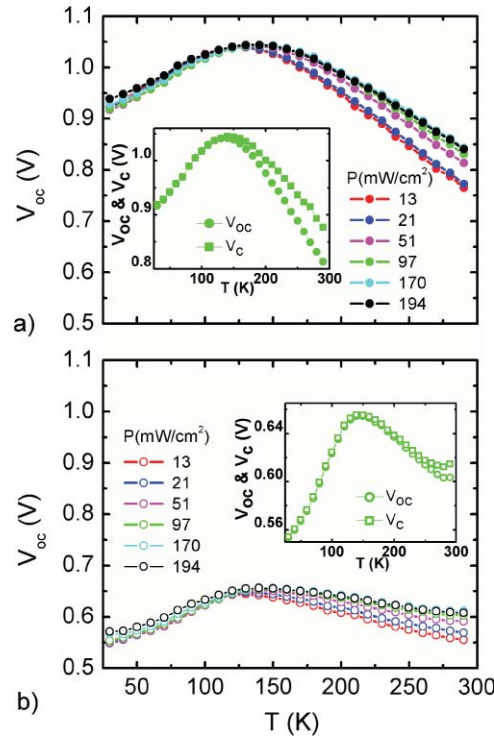 1.1
1.0
0.9
0.8
0.7
0.6
0.5
V_oc (V)
a)
V_OC & V_C (V)
1.0
0.9
0.8
100 200 300
T (K)
V_OC
V_C
P(mW/cm²)
13
21
51
97
170
194
1.1
1.0
0.9
0.8
0.7
0.6
0.5
V_oc (V)
b)
P(mW/cm²)
13
21
51
97
170
194
V_OC & V_C (V)
0.64
0.60
0.56
100 200 300
T (K)
V_OC
V_C
50 100 150 200 250 300
T (K)